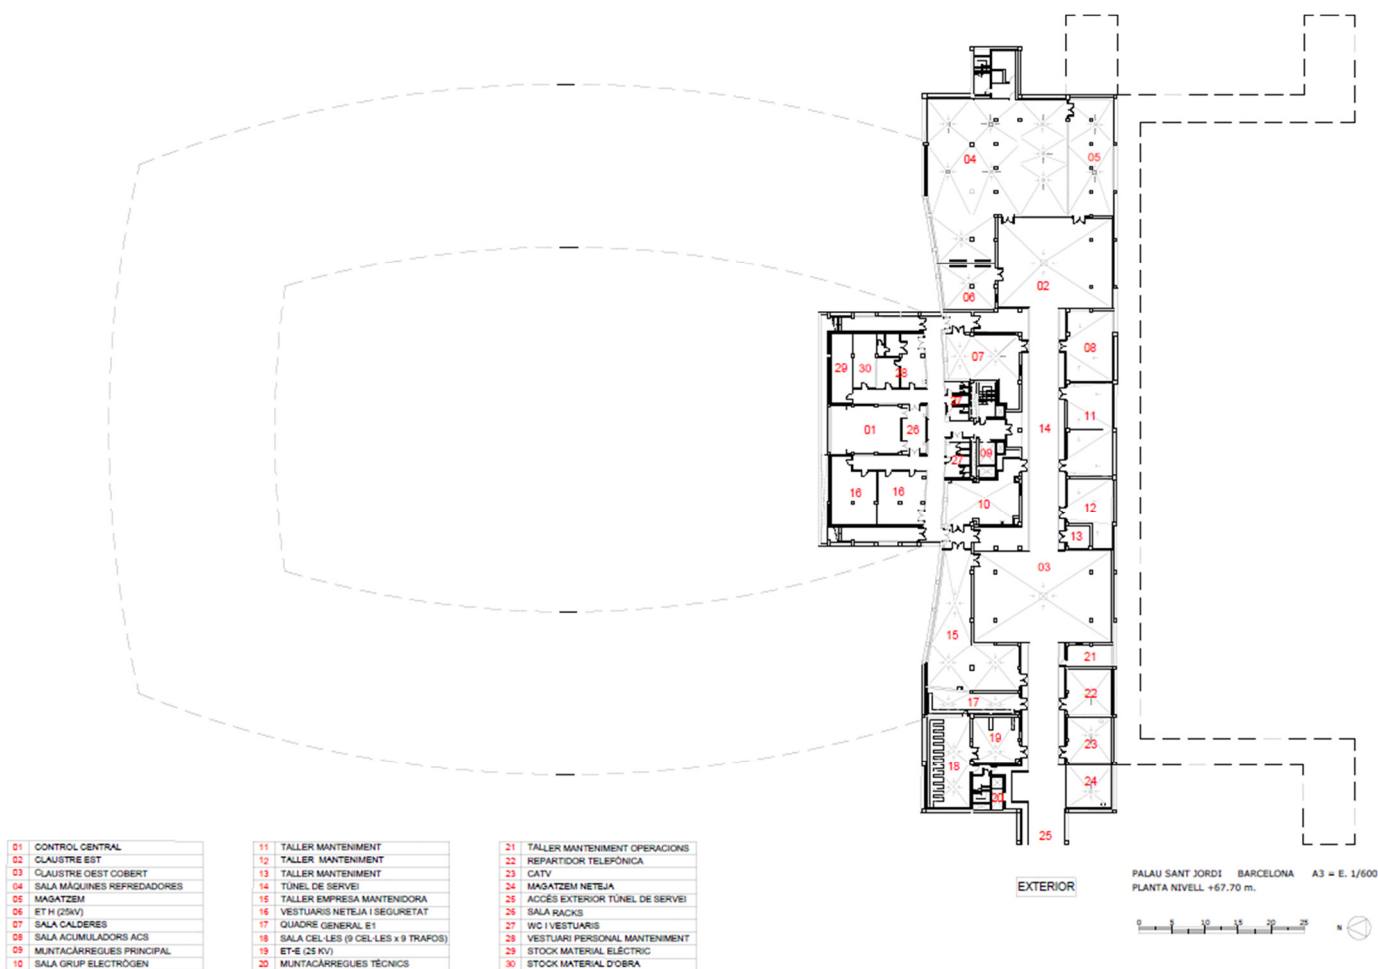 04
05
06
02
07
08
29
30
28
27
11
01
26
14
09
27
16
16
10
12
13
03
15
21
22
17
19
23
18
24
20
25
01 CONTROL CENTRAL
02 CLAUSTRE EST
03 CLAUSTRE OEST COBERT
04 SALA MÀQUINES REFREDADORES
05 MAGATZEM
06 ET H (25kV)
07 SALA CALDERES
08 SALA ACUMULADORS ACS
09 MUNTACÀRREGUES PRINCIPAL
10 SALA GRUP ELECTRÒGEN
11 TALLER MANTENIMENT
12 TALLER MANTENIMENT
13 TALLER MANTENIMENT
14 TÚNEL DE SERVEI
15 TALLER EMPRESA MANTENIDORA
16 VESTUARIS NETEJA I SEGURETAT
17 QUADRE GENERAL E1
18 SALA CEL·LES (9 CEL·LES x 9 TRAFOS)
19 ET-E (25 KV)
20 MUNTACÀRREGUES TÈCNICS
21 TALLER MANTENIMENT OPERACIONS
22 REPARTIDOR TELEFÒNICA
23 CATV
24 MAGATZEM NETEJA
25 ACCÉS EXTERIOR TÚNEL DE SERVEI
26 SALA RACKS
27 WC I VESTUARIS
28 VESTUARI PERSONAL MANTENIMENT
29 STOCK MATERIAL ELÈCTRIC
30 STOCK MATERIAL D'OBRA
EXTERIOR
PALAU SANT JORDI BARCELONA A3 = E. 1/600
PLANTA NIVELL +67.70 m.
0 5 10 15 20 25
N